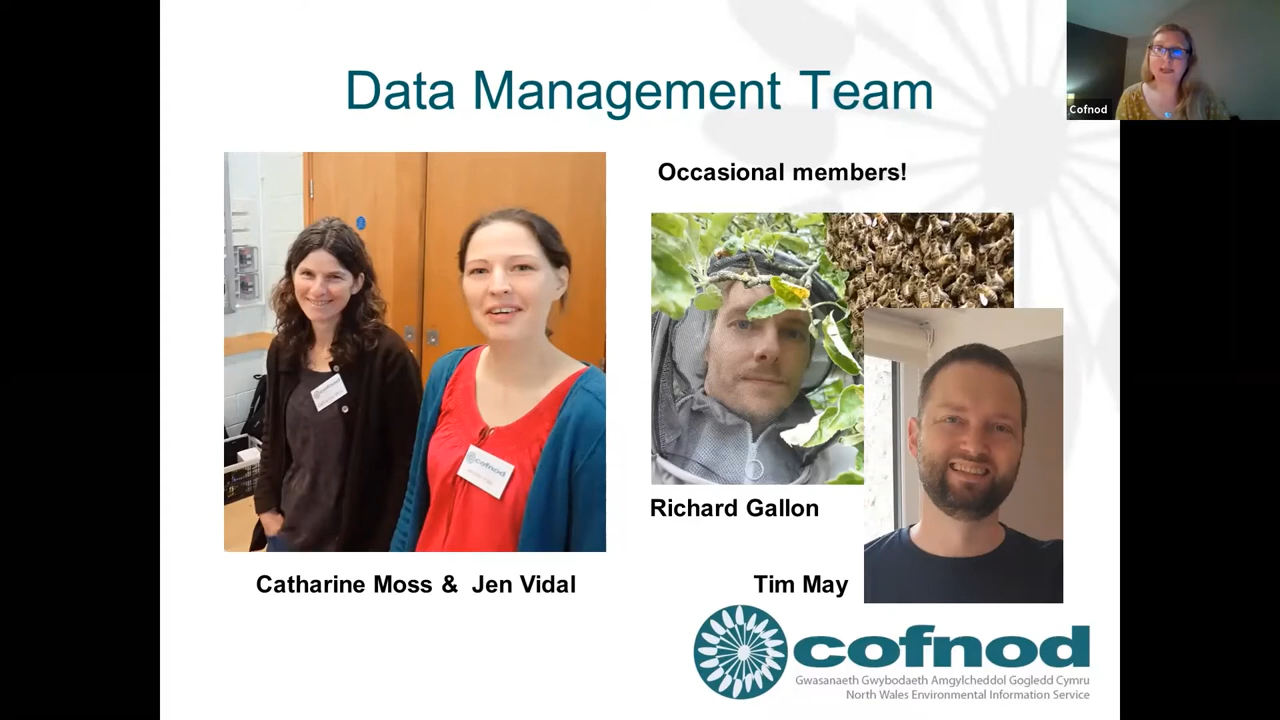 Data Management Team
Cofnod
Occasional members!
cofnod
Richard Gallon
Catharine Moss & Jen Vidal
Tim May
cofnod
Gwasanaeth Gwybodaeth Amgylcheddol Gogledd Cymru
North Wales Environmental Information Service